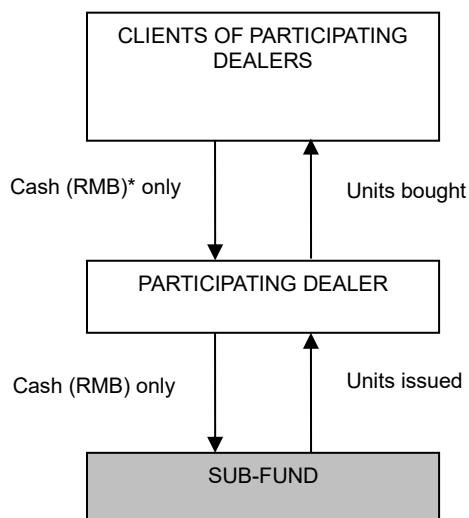 CLIENTS OF PARTICIPATING
DEALERS
Cash (RMB)* only
Units bought
PARTICIPATING DEALER
Cash (RMB) only
Units issued
SUB-FUND